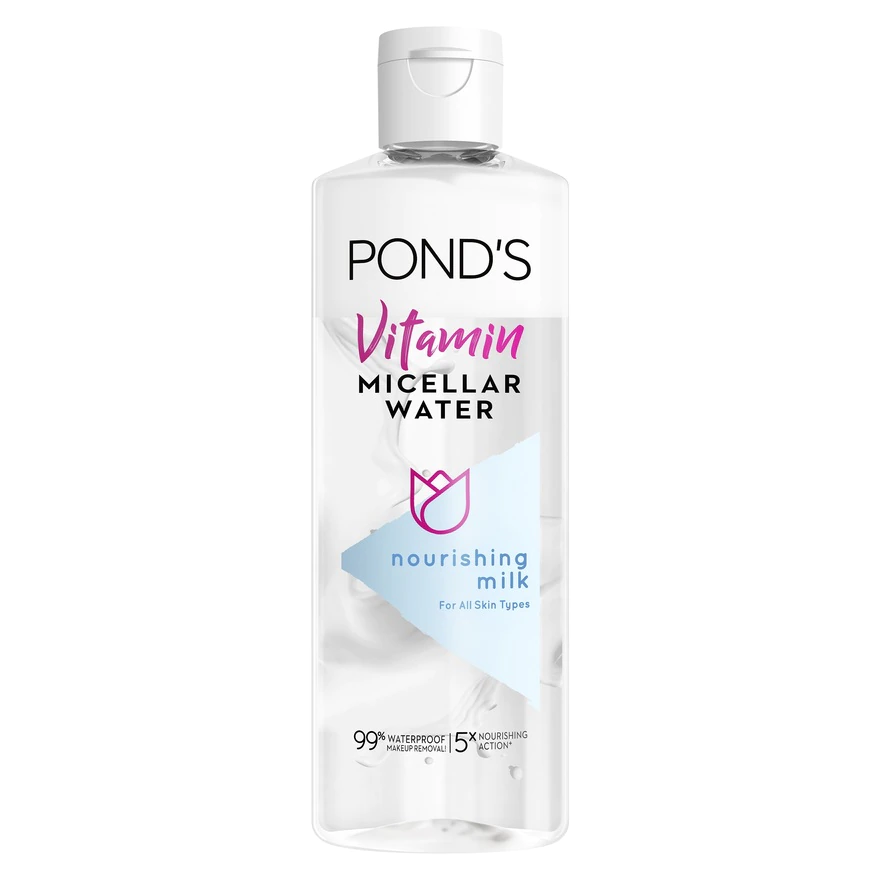 POND'S
Vitamin
MICELLAR
WATER
nourishing
milk
For All Skin Types
99% WATERPROOF MAKEUP REMOVAL! | 5X NOURISHING ACTION+